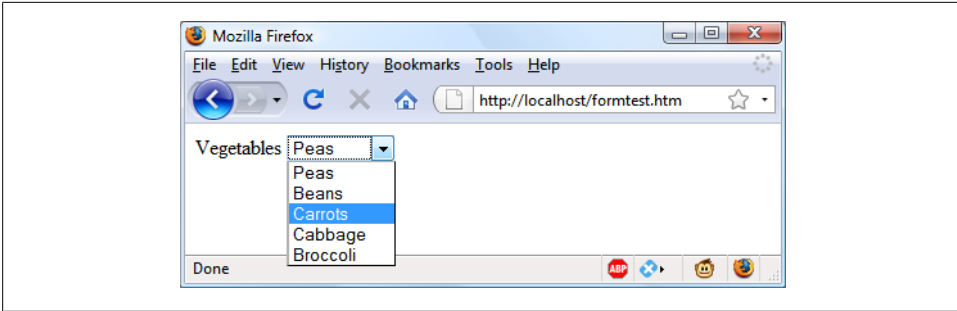 Mozilla Firefox
File Edit View History Bookmarks Tools Help
http://localhost/formtest.htm
Vegetables Peas
Peas
Beans
Carrots
Cabbage
Broccoli
Done
ABP